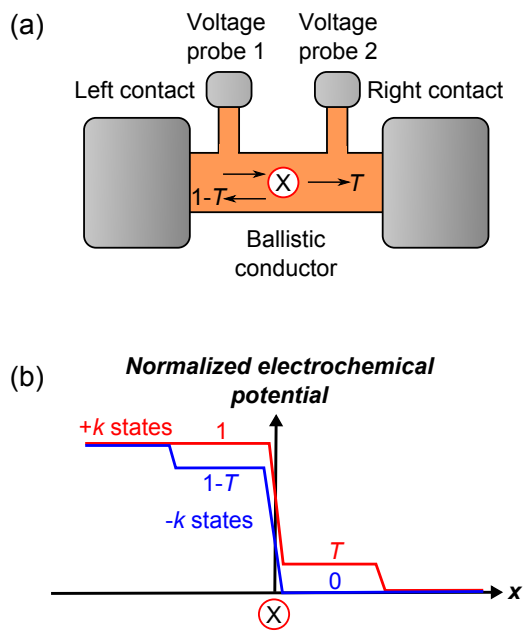 (a)
Voltage
probe 1
Voltage
probe 2
Left contact
Right contact
X
1-T
T
Ballistic
conductor
(b)
Normalized electrochemical
potential
+k states
1
1-T
-k states
T
0
x
X